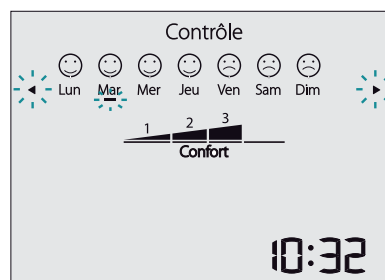 Contrôle
Lun Mar Mer Jeu Ven Sam Dim
1 2 3
Confort
10:32